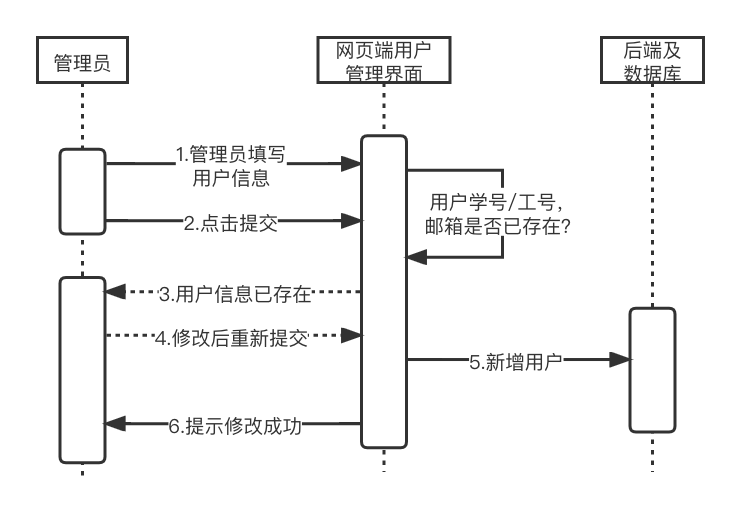 管理员
网页端用户
管理界面
后端及
数据库
1.管理员填写
用户信息
用户学号/工号,
邮箱是否已存在?
2.点击提交
3.用户信息已存在
4.修改后重新提交
5.新增用户
6.提示修改成功